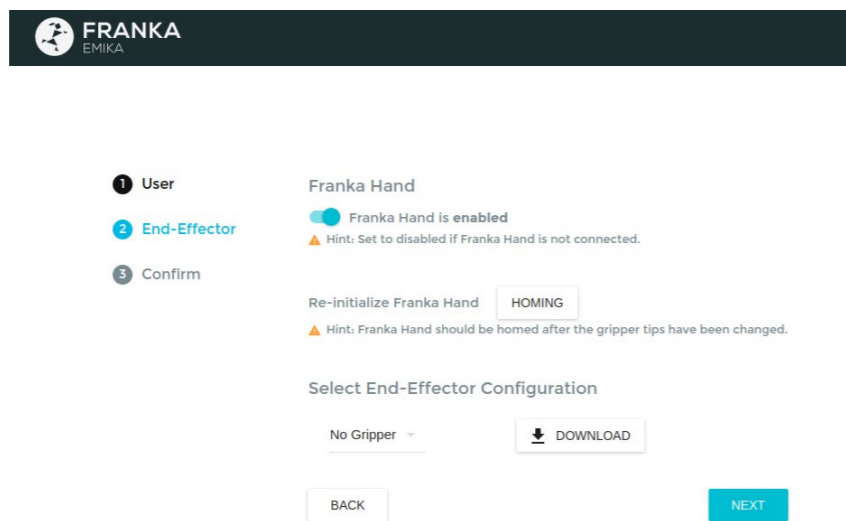 FRANKA
EMIKA
1 User
2 End-Effector
3 Confirm
Franka Hand
Franka Hand is enabled
Hint: Set to disabled if Franka Hand is not connected.
Re-initialize Franka Hand HOMING
Hint: Franka Hand should be homed after the gripper tips have been changed.
Select End-Effector Configuration
No Gripper DOWNLOAD
BACK NEXT